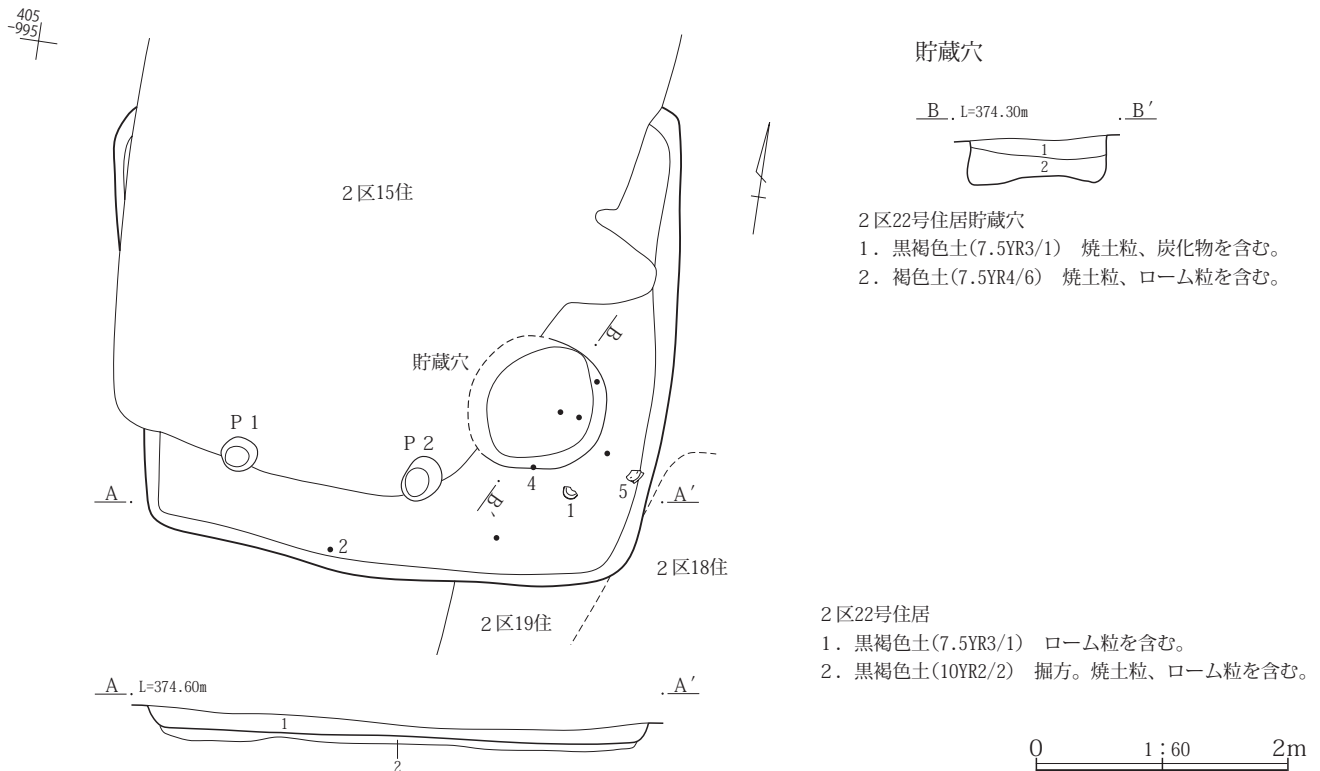 405
-995
貯蔵穴
B . L=374.30m . B′
1
2
2区22号住居貯蔵穴
1. 黒褐色土(7.5YR3/1) 焼土粒、炭化物を含む。
2. 褐色土(7.5YR4/6) 焼土粒、ローム粒を含む。
2区15住
貯蔵穴
B
P 1
P 2
4
1
5
B′
A .
. A′
2
2区18住
2区19住
A . L=374.60m . A′
1
2
2区22号住居
1. 黒褐色土(7.5YR3/1) ローム粒を含む。
2. 黒褐色土(10YR2/2) 掘方。焼土粒、ローム粒を含む。
0 1:60 2m